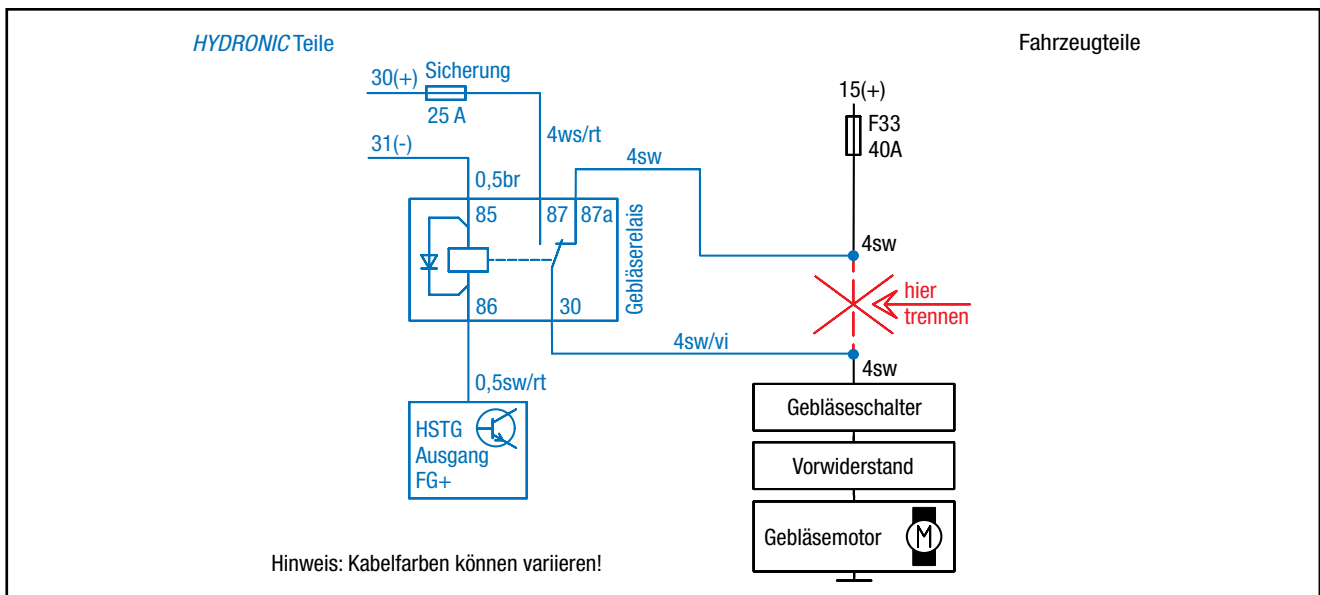 HYDRONIC Teile
Fahrzeugteile
30(+)
Sicherung
25 A
4ws/rt
31(-)
0,5br
4sw
15(+)
F33
40A
85
87
87a
Gebläserelais
86
30
4sw
hier
trennen
4sw/vi
4sw
0,5sw/rt
HSTG
Ausgang
FG+
Gebläseschalter
Vorwiderstand
Gebläsemotor
M
Hinweis: Kabelfarben können variieren!